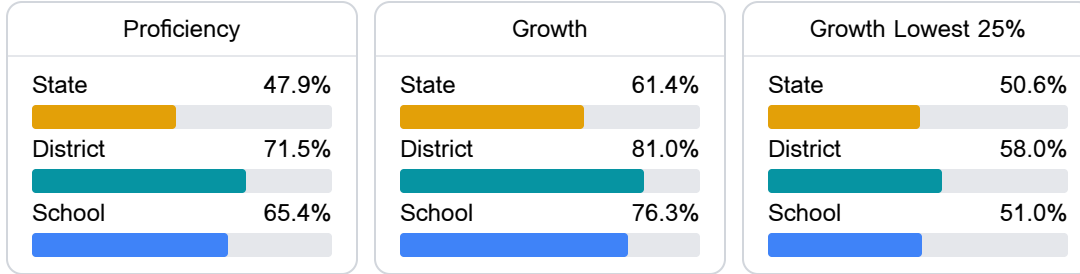 Proficiency
State 47.9%
District 71.5%
School 65.4%
Growth
State 61.4%
District 81.0%
School 76.3%
Growth Lowest 25%
State 50.6%
District 58.0%
School 51.0%